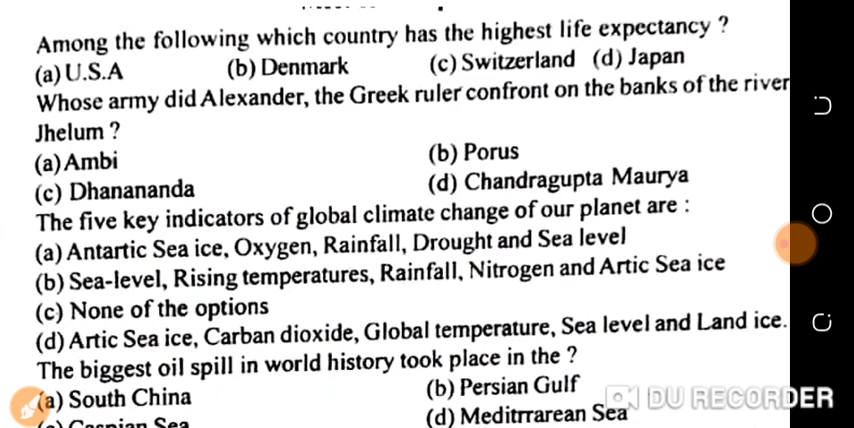 Among the following which country has the highest life expectancy ?
(a) U.S.A (b) Denmark (c) Switzerland (d) Japan
Whose army did Alexander, the Greek ruler confront on the banks of the river
Jhelum ?
(a) Ambi (b) Porus
(c) Dhanananda (d) Chandragupta Maurya
The five key indicators of global climate change of our planet are :
(a) Antartic Sea ice, Oxygen, Rainfall, Drought and Sea level
(b) Sea-level, Rising temperatures, Rainfall, Nitrogen and Artic Sea ice
(c) None of the options
(d) Artic Sea ice, Carban dioxide, Global temperature, Sea level and Land ice.
The biggest oil spill in world history took place in the ?
(a) South China (b) Persian Gulf
DU RECORDER
Caspian Sea (d) Meditrrarean Sea